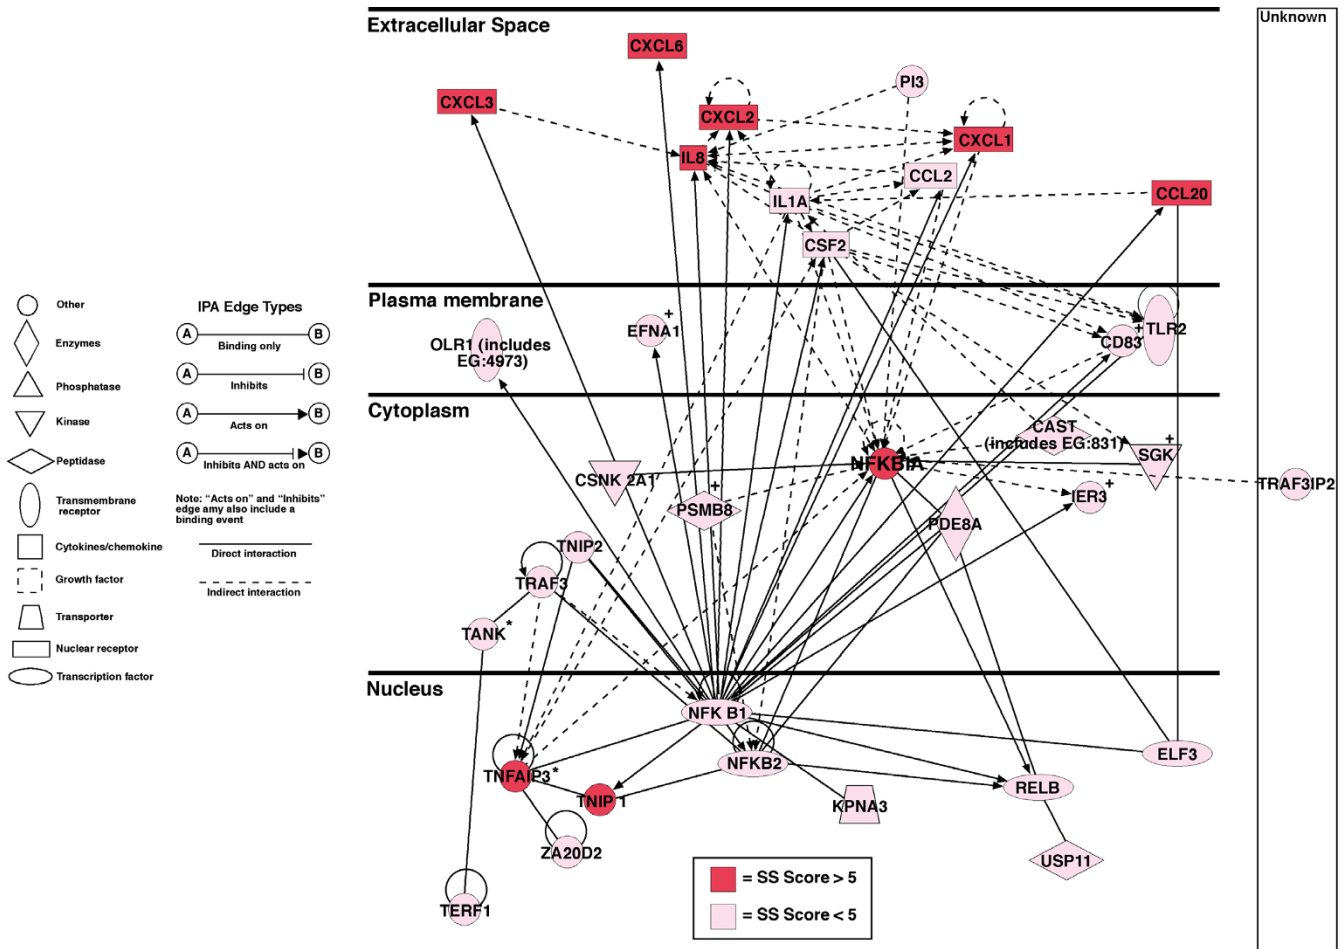 Extracellular Space
Unknown
CXCL6
PI3
CXCL3
CXCL2
CXCL1
IL8
CCL2
CCL20
IL1A
CSF2
Plasma membrane
EFNA1+
OLR1 (includes
EG:4973)
CD83+
TLR2
Cytoplasm
CAST
(includes EG:831)
NFKBIA
SGK+
CSNK 2A1
PSMB8+
IER3+
TRAF3IP2
PDE8A
TNIP2
TRAF3
TANK*
Nucleus
NFK B1
NFKB2
ELF3
TNFAIP3*
TNIP 1
RELB
KPNA3
ZA20D2
USP11
TERF1
Other
Enzymes
Phosphatase
Kinase
Peptidase
Transmembrane
receptor
Cytokines/chemokine
Growth factor
Transporter
Nuclear receptor
Transcription factor
IPA Edge Types
A B
Binding only
A B
Inhibits
A B
Acts on
A B
Inhibits AND acts on
Note: “Acts on” and “Inhibits”
edge amy also include a
binding event
Direct interaction
Indirect interaction
= SS Score > 5
= SS Score < 5